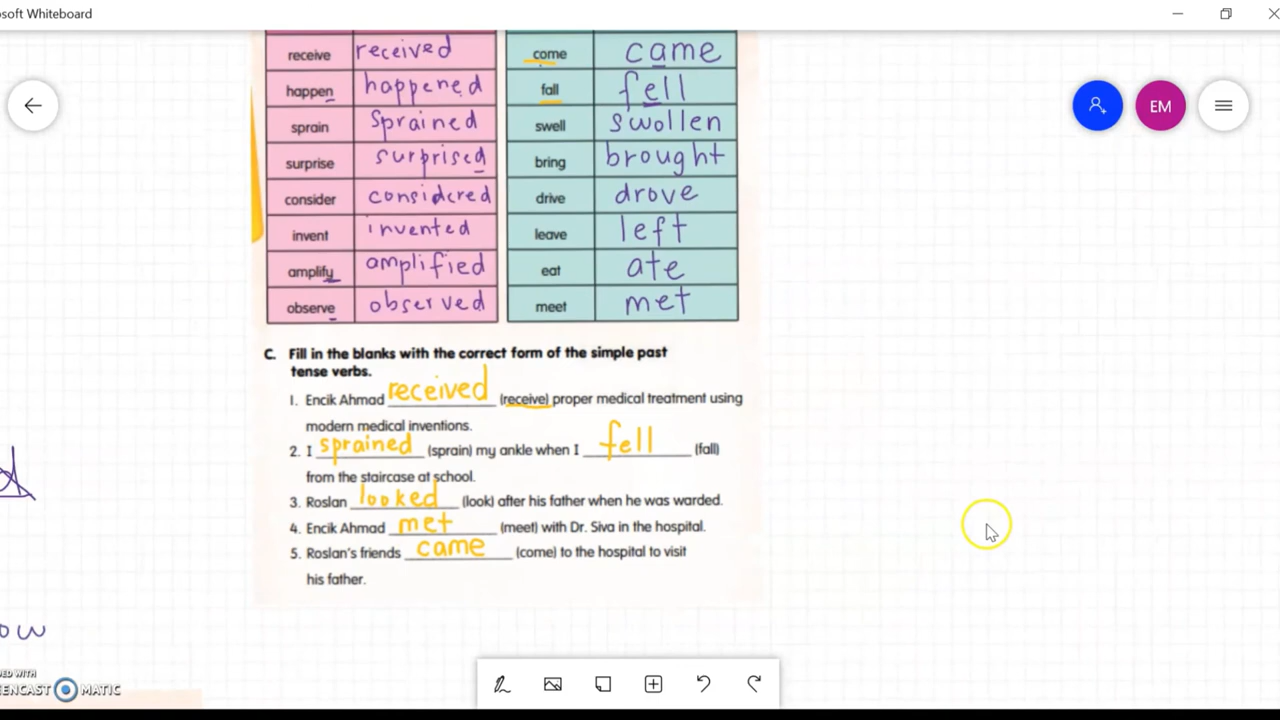 osoft Whiteboard
EM
receive received come came
happen happened fall fell
sprain Sprained swell swollen
surprise surprised bring brought
consider considered drive drove
invent invented leave left
amplify amplified eat ate
observe observed meet met
C. Fill in the blanks with the correct form of the simple past
tense verbs.
1. Encik Ahmad received (receive) proper medical treatment using
modern medical inventions.
2. I sprained (sprain) my ankle when I fell (fall)
from the staircase at school.
3. Roslan looked (look) after his father when he was warded.
4. Encik Ahmad met (meet) with Dr. Siva in the hospital.
5. Roslan's friends came (come) to the hospital to visit
his father.
ow
DED WITH
EENCAST MATIC